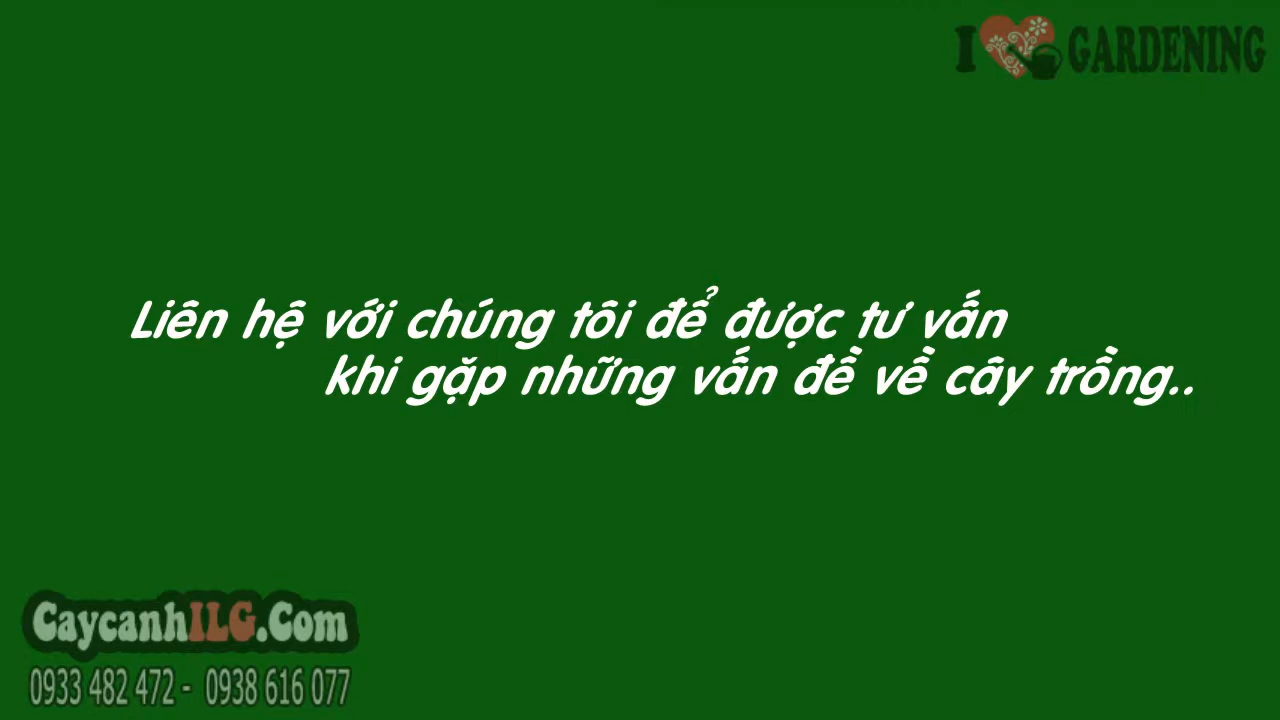 I GARDENING
Liên hệ với chúng tôi để được tư vấn
khi gặp những vấn đề về cây trồng..
CaycanhILG.Com
0933 482 472 - 0938 616 077